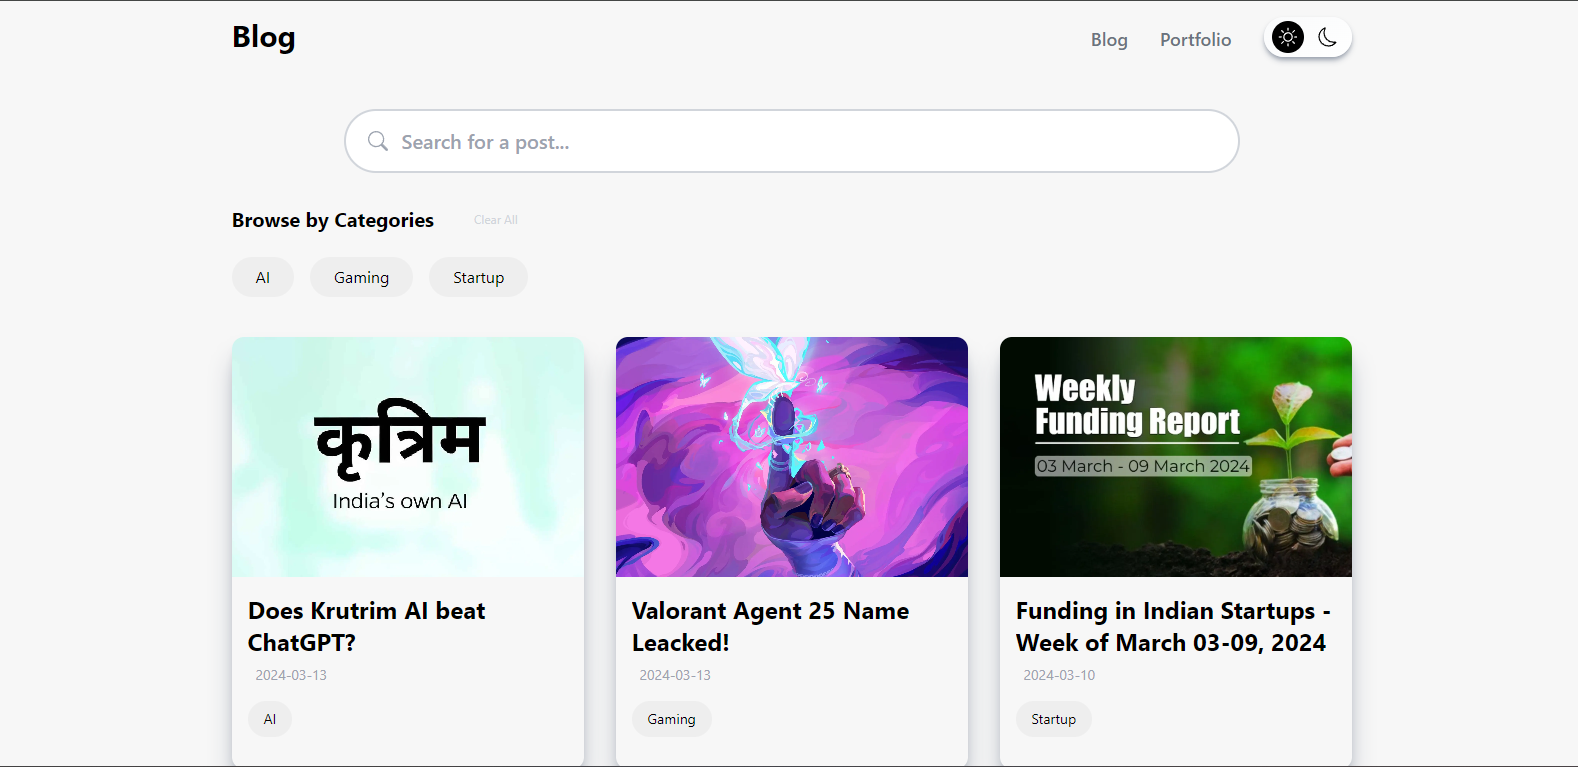 Blog
Blog Portfolio
Search for a post...
Browse by Categories Clear All
AI Gaming Startup
कृत्रिम
India's own AI
Does Krutrim AI beat
ChatGPT?
2024-03-13
AI
Valorant Agent 25 Name
Leacked!
2024-03-13
Gaming
Weekly
Funding Report
03 March - 09 March 2024
Funding in Indian Startups -
Week of March 03-09, 2024
2024-03-10
Startup